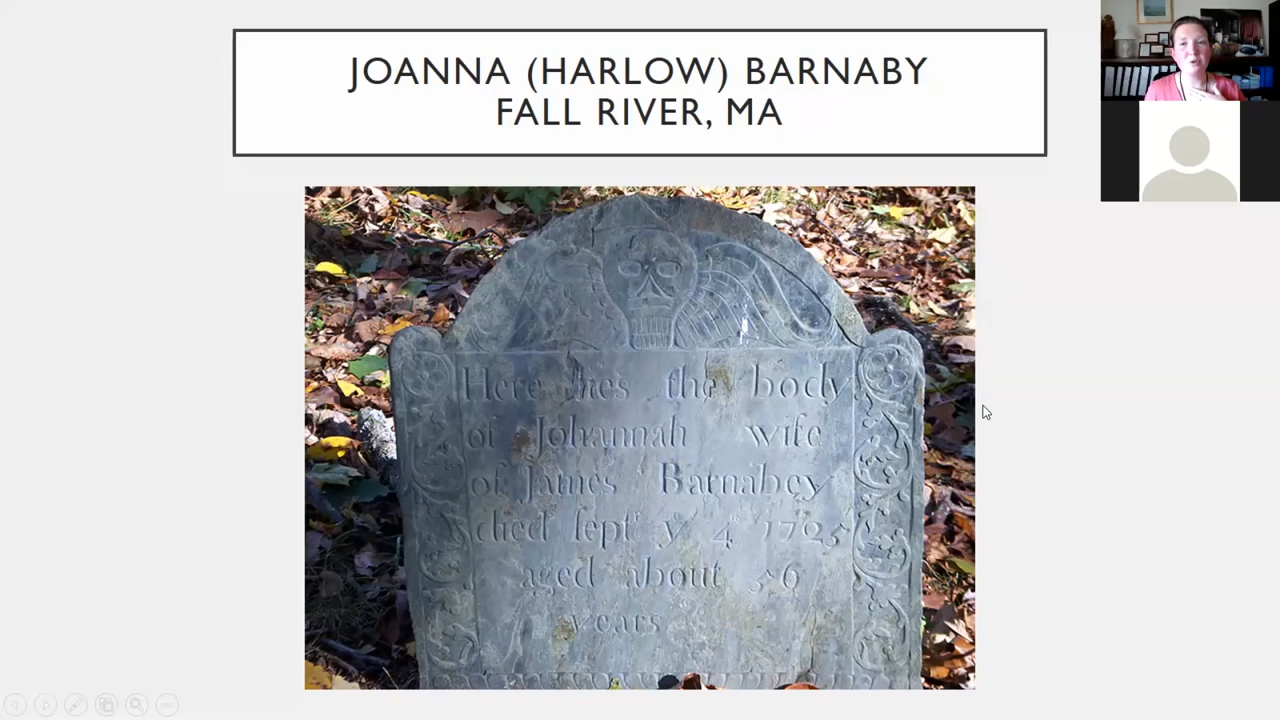 JOANNA (HARLOW) BARNABY
FALL RIVER, MA
Here lies the body
of Johannah wife
of James Barnabey
died sept yᵉ 4 1725
aged about 56
years